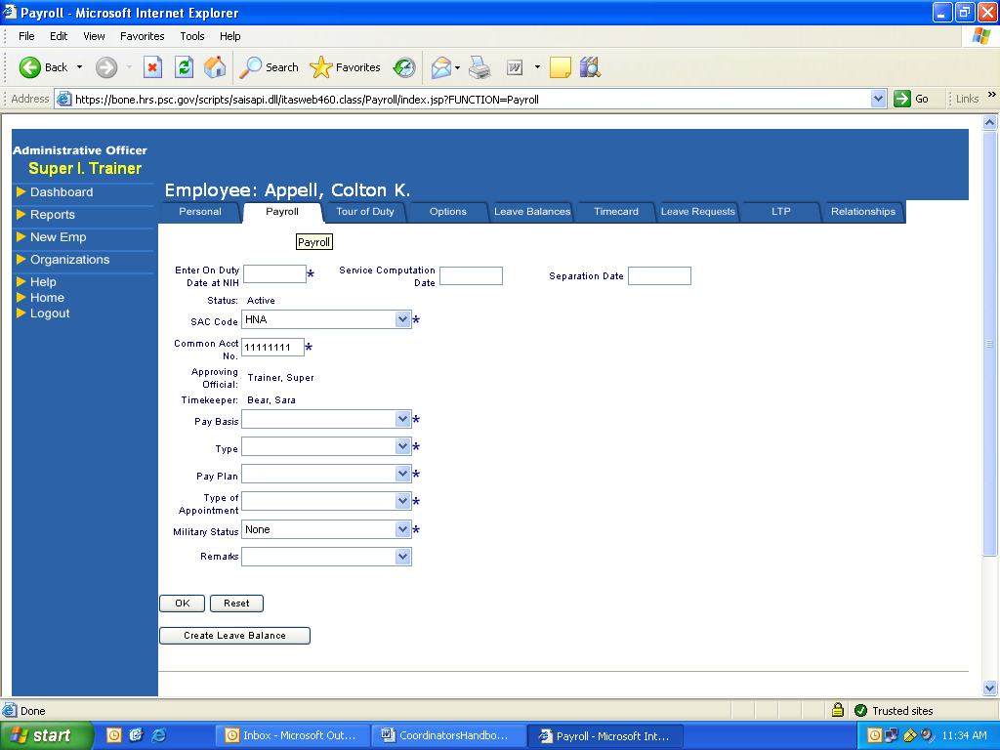 Payroll - Microsoft Internet Explorer
File Edit View Favorites Tools Help
Back Search Favorites
Address https://bone.hrs.psc.gov/scripts/saisapi.dll/itasweb460.class/Payroll/index.jsp?FUNCTION=Payroll Go Links »
Administrative Officer
Super I. Trainer
Dashboard
Reports
New Emp
Organizations
Help
Home
Logout
Employee: Appell, Colton K.
Personal Payroll Tour of Duty Options Leave Balances Timecard Leave Requests LTP Relationships
Payroll
Enter On Duty
Date at NIH *
Service Computation
Date
Separation Date
Status: Active
SAC Code HNA *
Common Acct
No. 11111111 *
Approving
Official: Trainer, Super
Timekeeper: Bear, Sara
Pay Basis *
Type *
Pay Plan *
Type of
Appointment *
Military Status None *
Remarks
OK Reset
Create Leave Balance
Done Trusted sites
start Inbox - Microsoft Out... CoordinatorsHandbo... Payroll - Microsoft Int... 11:34 AM